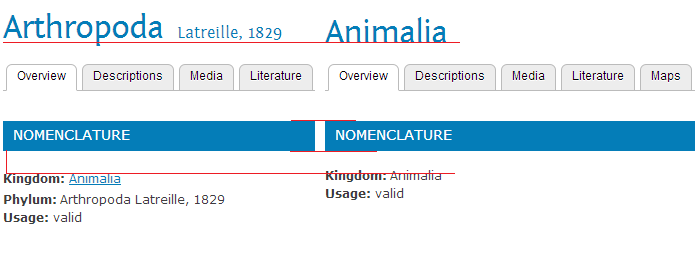 Arthropoda Latreille, 1829
Overview Descriptions Media Literature
NOMENCLATURE
Kingdom: Animalia
Phylum: Arthropoda Latreille, 1829
Usage: valid
Animalia
Overview Descriptions Media Literature Maps
NOMENCLATURE
Kingdom: Animalia
Usage: valid